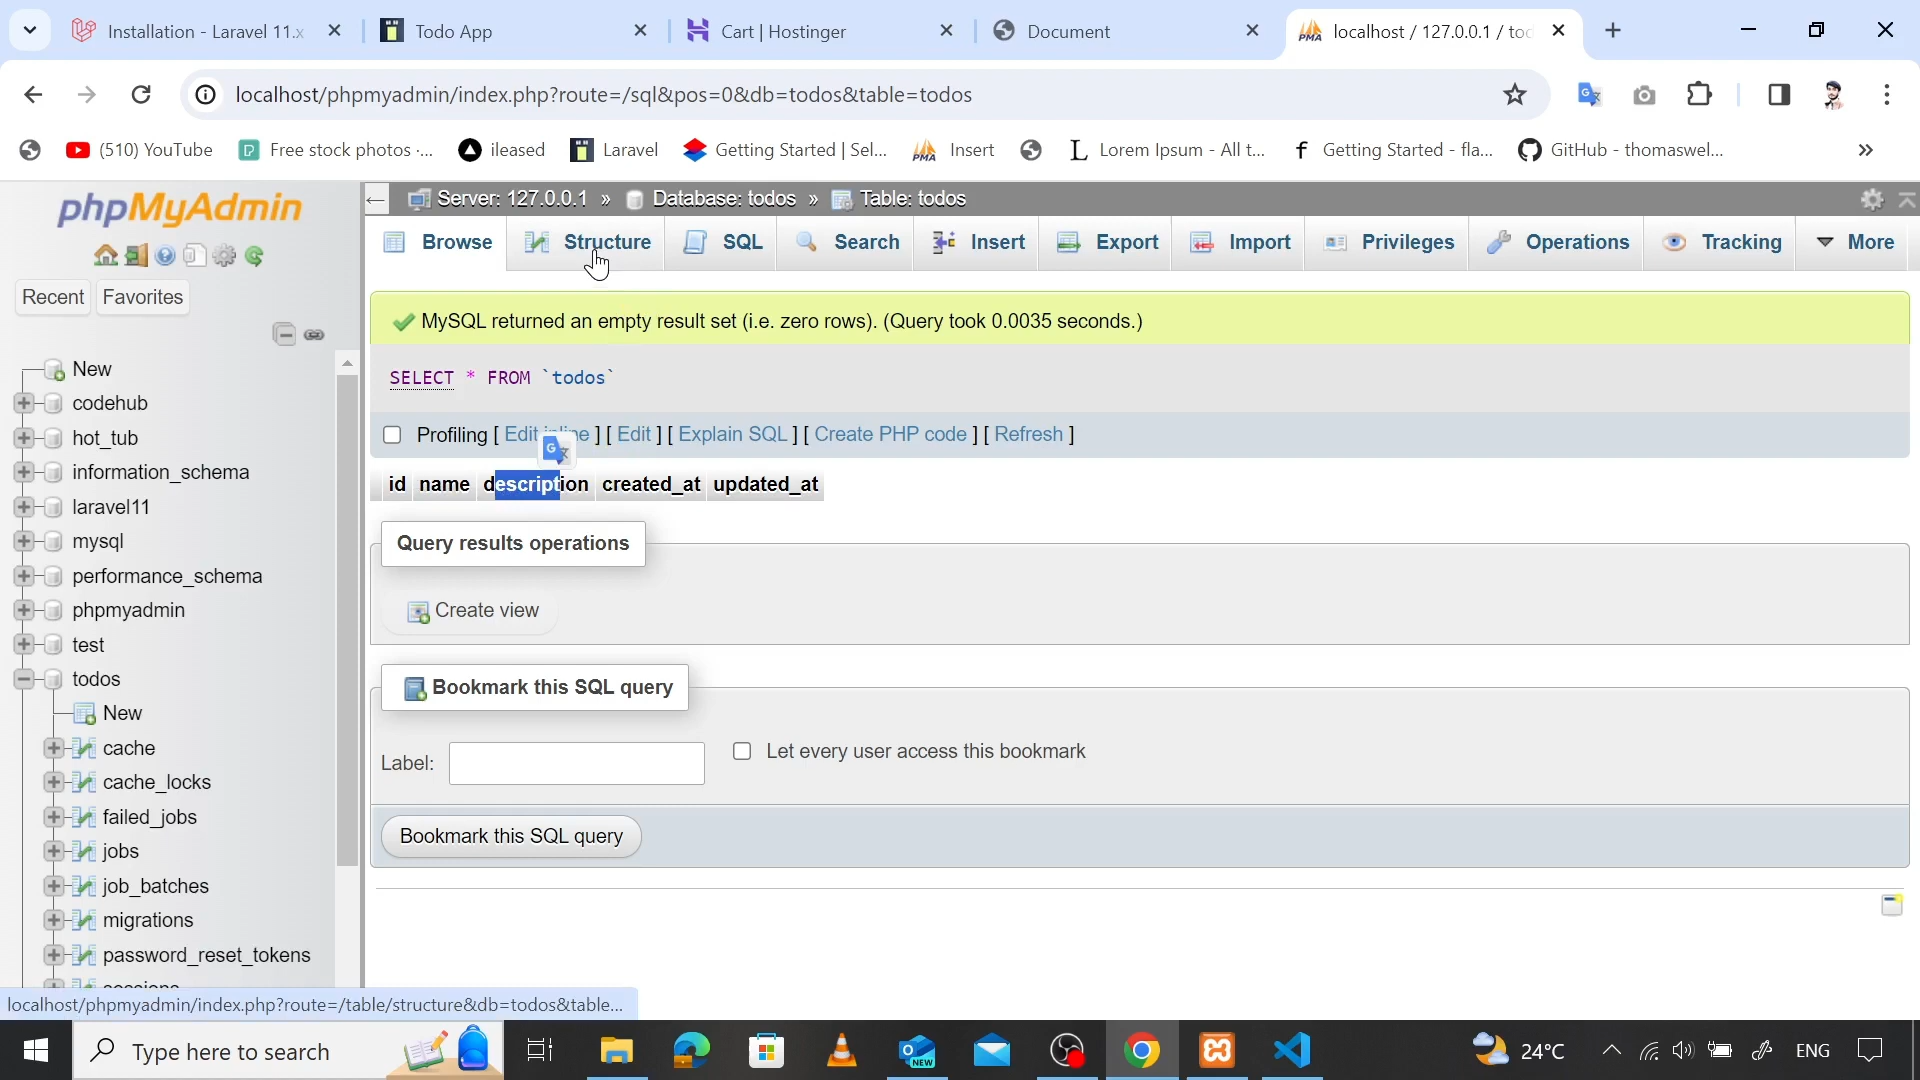 Installation - Laravel 11.x
Todo App
Cart | Hostinger
Document
localhost / 127.0.0.1 / tod
localhost/phpmyadmin/index.php?route=/sql&pos=0&db=todos&table=todos
(510) YouTube
Free stock photos ·...
ileased
Laravel
Getting Started | Sel...
Insert
Lorem Ipsum - All t...
Getting Started - fla...
GitHub - thomaswel...
phpMyAdmin
Recent
Favorites
New
codehub
hot_tub
information_schema
laravel11
mysql
performance_schema
phpmyadmin
test
todos
New
cache
cache_locks
failed_jobs
jobs
job_batches
migrations
password_reset_tokens
sessions
localhost/phpmyadmin/index.php?route=/table/structure&db=todos&table...
Server: 127.0.0.1 » Database: todos » Table: todos
Browse
Structure
SQL
Search
Insert
Export
Import
Privileges
Operations
Tracking
More
MySQL returned an empty result set (i.e. zero rows). (Query took 0.0035 seconds.)
SELECT * FROM `todos`
Profiling [ Edit inline ] [ Edit ] [ Explain SQL ] [ Create PHP code ] [ Refresh ]
id name description created_at updated_at
Query results operations
Create view
Bookmark this SQL query
Label:
Let every user access this bookmark
Bookmark this SQL query
Type here to search
NEW
24°C
ENG